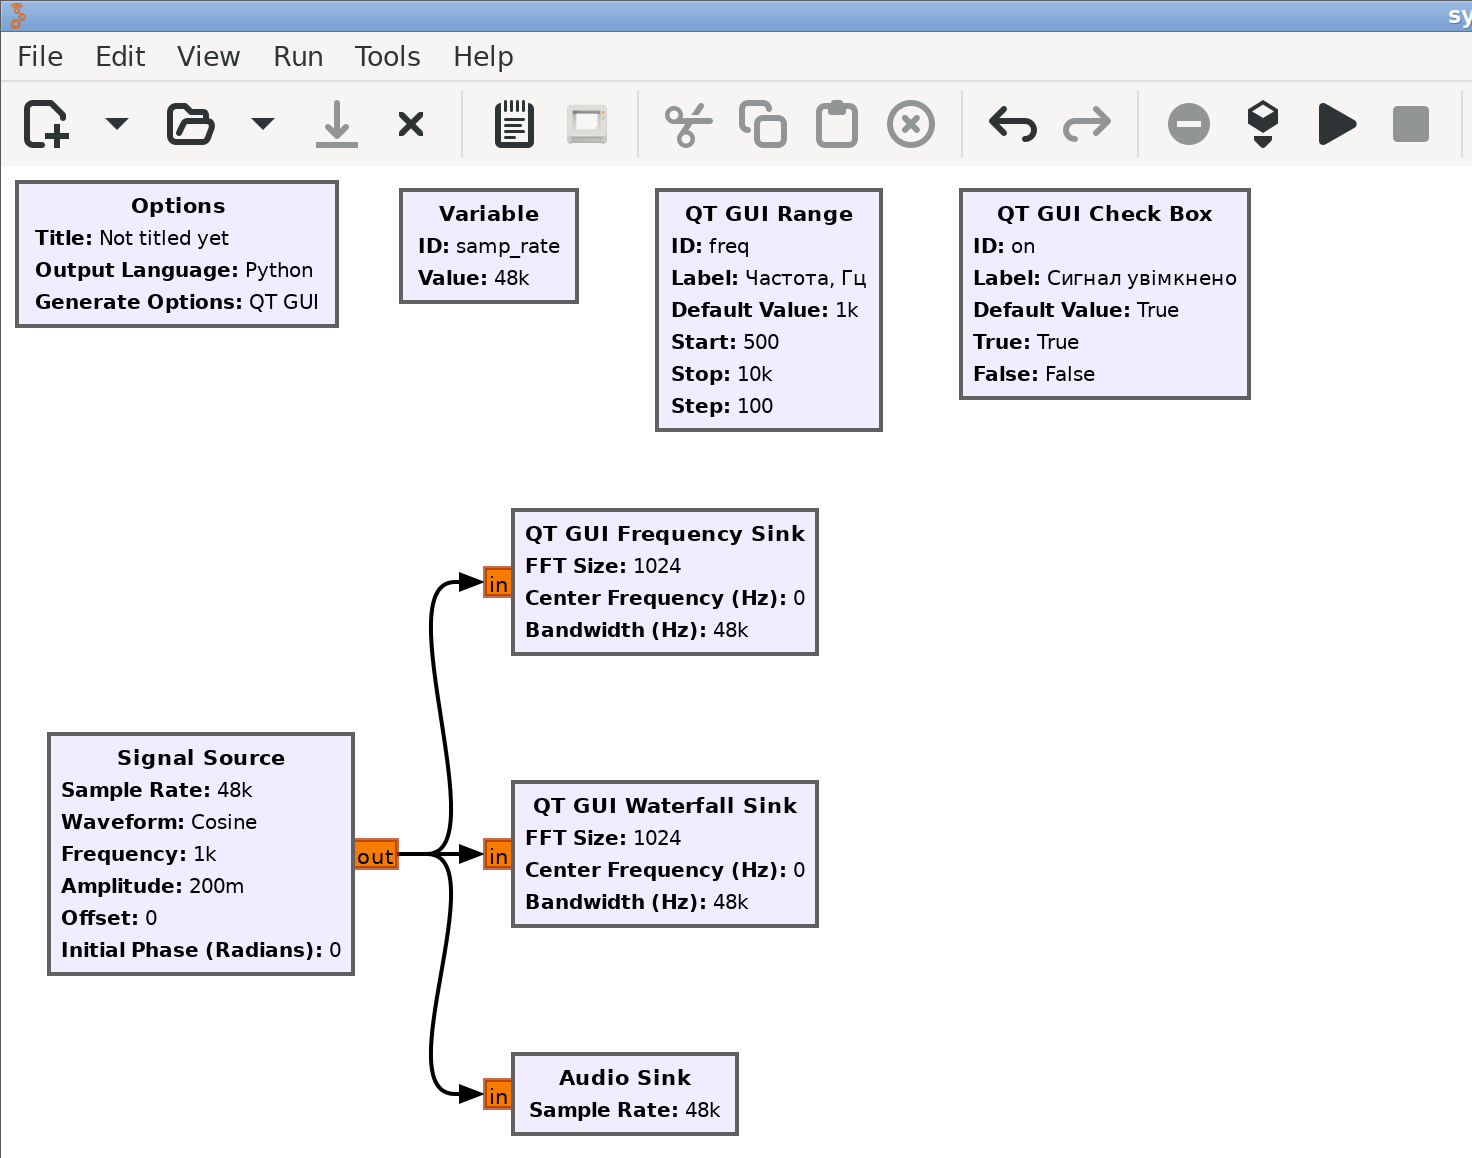 sy
File Edit View Run Tools Help
Options
Title: Not titled yet
Output Language: Python
Generate Options: QT GUI
Variable
ID: samp_rate
Value: 48k
QT GUI Range
ID: freq
Label: Частота, Гц
Default Value: 1k
Start: 500
Stop: 10k
Step: 100
QT GUI Check Box
ID: on
Label: Сигнал увімкнено
Default Value: True
True: True
False: False
QT GUI Frequency Sink
FFT Size: 1024
Center Frequency (Hz): 0
Bandwidth (Hz): 48k
in
Signal Source
Sample Rate: 48k
Waveform: Cosine
Frequency: 1k
Amplitude: 200m
Offset: 0
Initial Phase (Radians): 0
out
in
QT GUI Waterfall Sink
FFT Size: 1024
Center Frequency (Hz): 0
Bandwidth (Hz): 48k
in
Audio Sink
Sample Rate: 48k